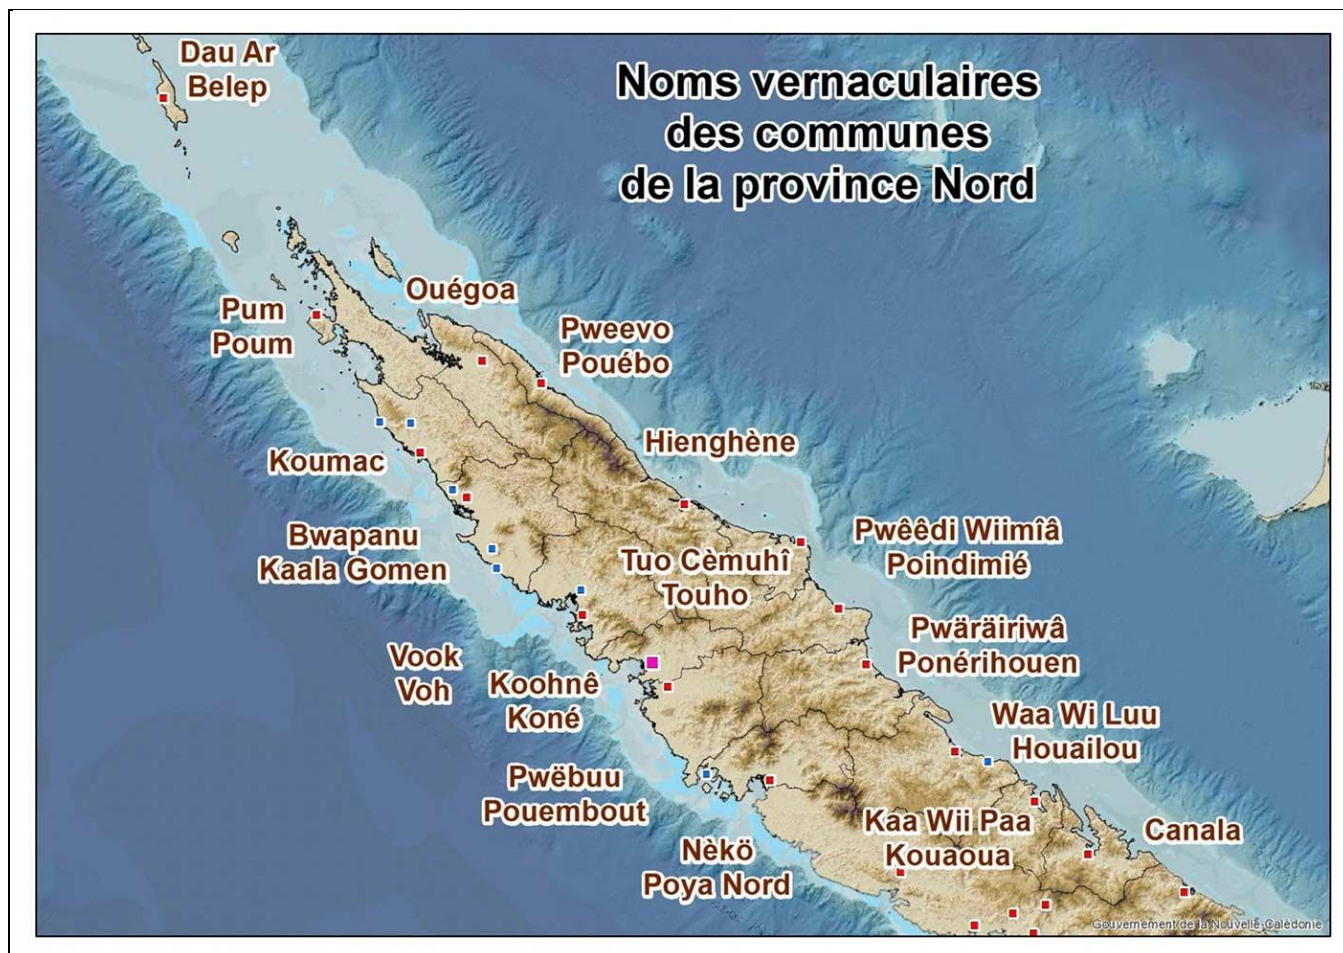 Dau Ar
Belep
Noms vernaculaires
des communes
de la province Nord
Ouégoa
Pum
Poum
Pweevo
Pouébo
Hienghène
Koumac
Bwapanu
Kaala Gomen
Tuo Cèmuhî
Touho
Pwêêdi Wiimîâ
Poindimié
Pwäräiriwâ
Ponérihouen
Vook
Voh
Koohnê
Koné
Waa Wi Luu
Houaïlou
Pwëbuu
Pouembout
Kaa Wii Paa
Kouaoua
Canala
Nèkö
Poya Nord
Gouvernement de la Nouvelle-Calédonie